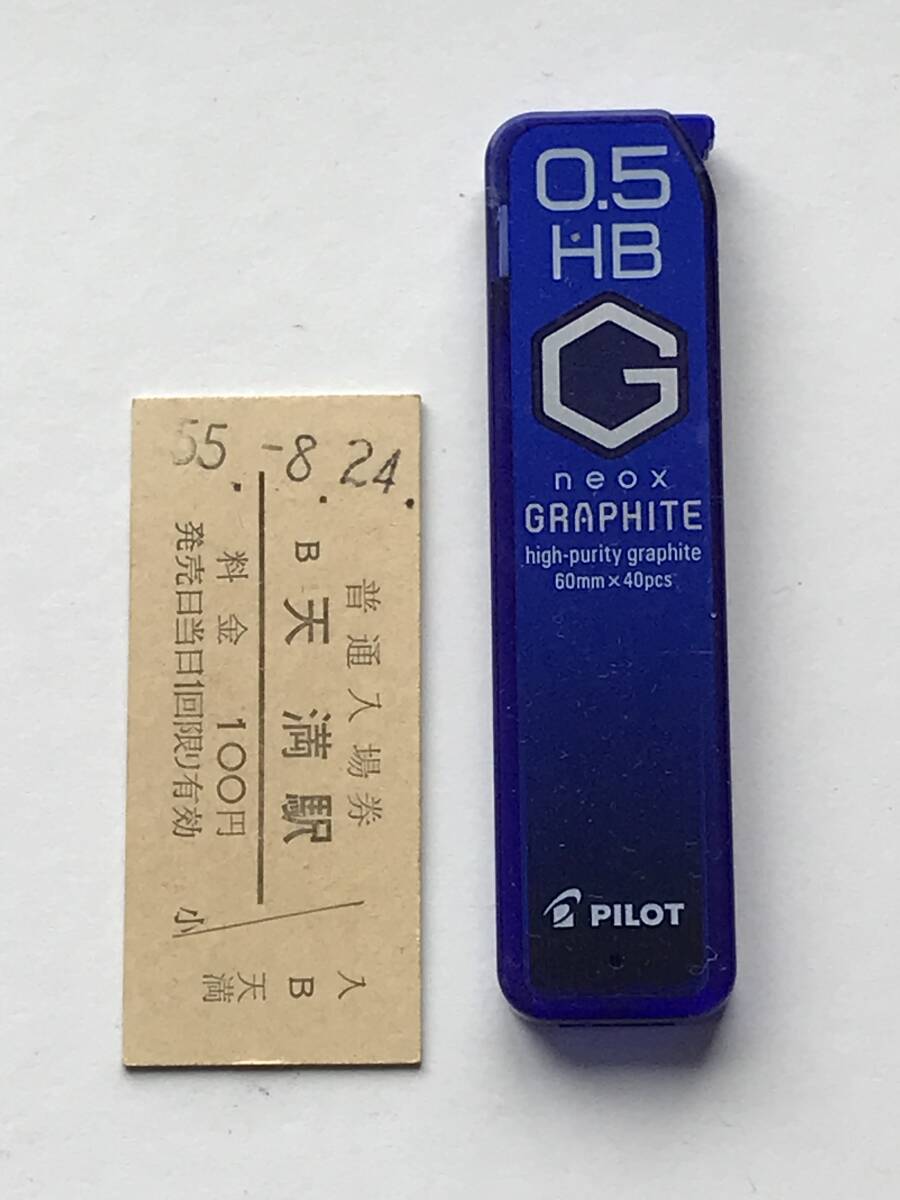 55.-8.24.
普通入場券
B 天満駅
料金 100円
発売日当日1回限り有効
小
入
B
天満
0.5
HB
G
neox
GRAPHITE
high-purity graphite
60mm×40pcs
PILOT